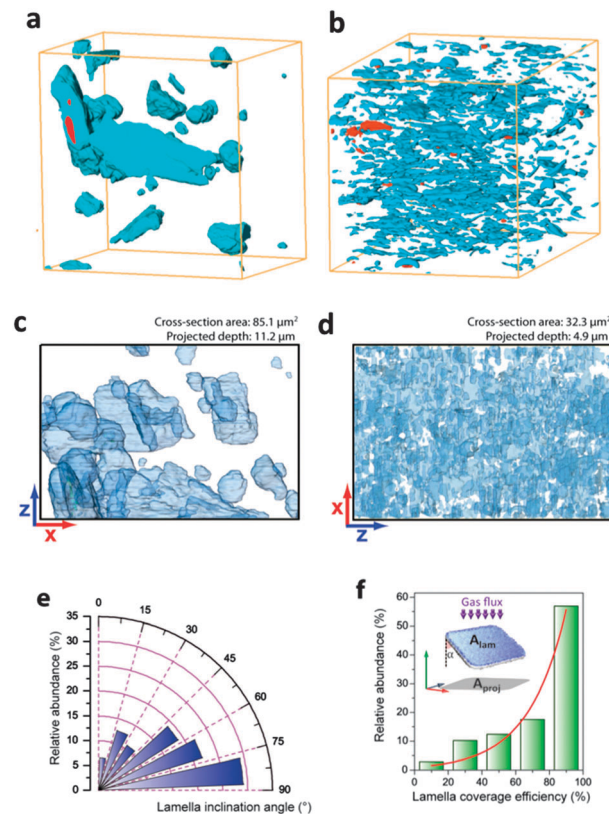 a
b
c
Cross-section area: 85.1 μm²
Projected depth: 11.2 μm
z
x
d
Cross-section area: 32.3 μm²
Projected depth: 4.9 μm
x
z
e
Relative abundance (%)
35
30
25
20
15
10
5
0
0
15
30
45
60
75
90
Lamella inclination angle (°)
f
Relative abundance (%)
60
50
40
30
20
10
0
Gas flux
A_lam
α
A_proj
0 20 40 60 80 100
Lamella coverage efficiency (%)